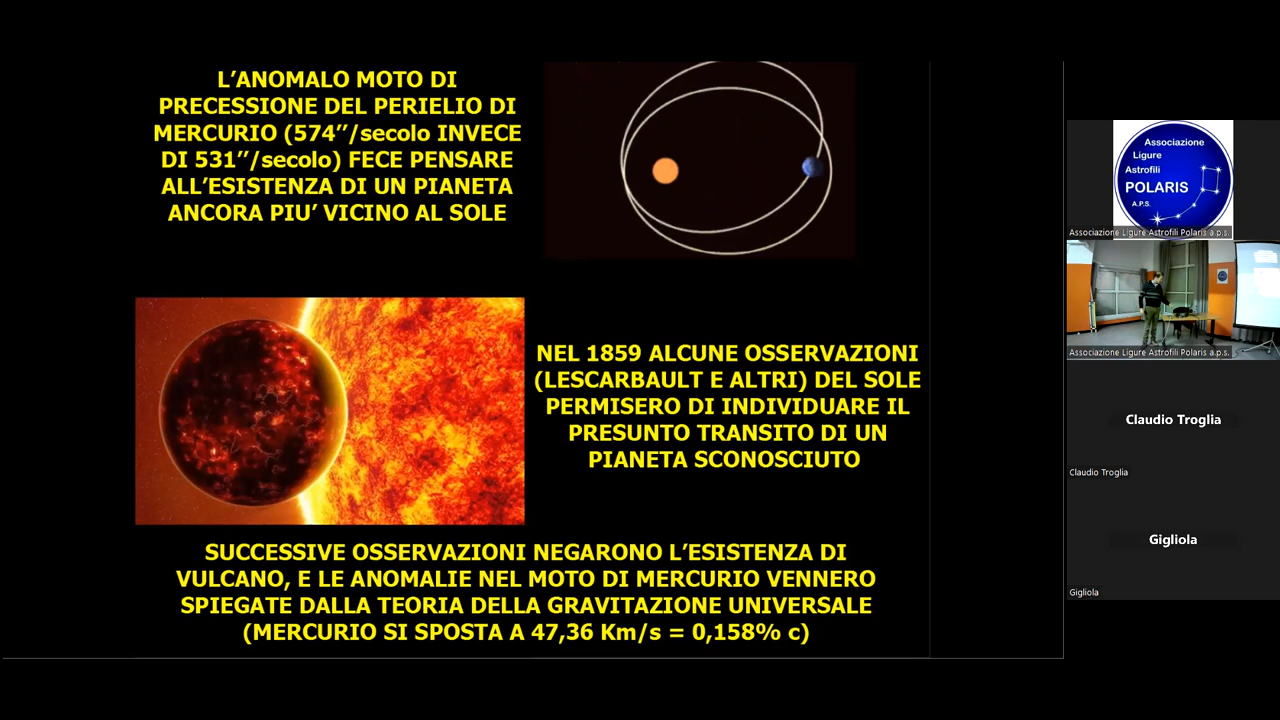 L'ANOMALO MOTO DI
PRECESSIONE DEL PERIELIO DI
MERCURIO (574’’/secolo INVECE
DI 531’’/secolo) FECE PENSARE
ALL'ESISTENZA DI UN PIANETA
ANCORA PIU' VICINO AL SOLE
NEL 1859 ALCUNE OSSERVAZIONI
(LESCARBAULT E ALTRI) DEL SOLE
PERMISERO DI INDIVIDUARE IL
PRESUNTO TRANSITO DI UN
PIANETA SCONOSCIUTO
SUCCESSIVE OSSERVAZIONI NEGARONO L'ESISTENZA DI
VULCANO, E LE ANOMALIE NEL MOTO DI MERCURIO VENNERO
SPIEGATE DALLA TEORIA DELLA GRAVITAZIONE UNIVERSALE
(MERCURIO SI SPOSTA A 47,36 Km/s = 0,158% c)
Associazione
Ligure
Astrofili
POLARIS
A.P.S.
Associazione Ligure Astrofili Polaris a.p.s.
Associazione Ligure Astrofili Polaris a.p.s.
Claudio Troglia
Claudio Troglia
Gigliola
Gigliola